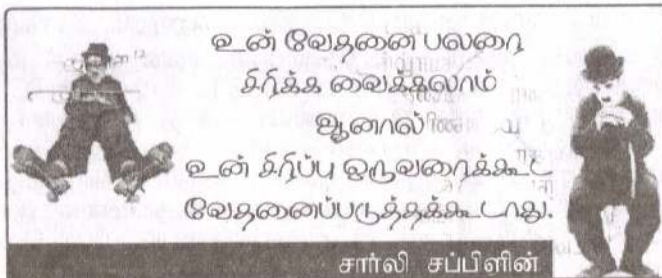 உன் வேதனை பலரை
சிரிக்க வைக்கலாம்
ஆனால்
உன் சிரிப்பு ஒருவரைக்கூட
வேதனைப்படுத்தக்கூடாது.
சார்லி சப்பிளின்